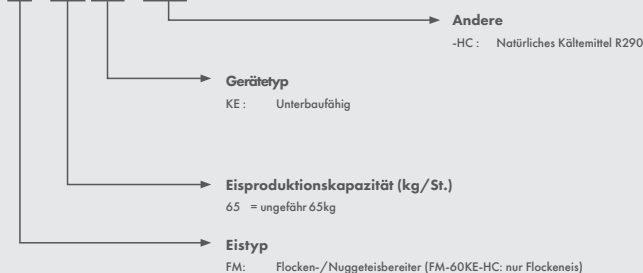 Andere
-HC : Natürliches Kältemittel R290
Gerätetyp
KE : Unterbaufähig
Eisproduktionskapazität (kg/St.)
65 = ungefähr 65kg
Eistyp
FM: Flocken-/Nuggeteisbereiter (FM-60KE-HC: nur Flockeneis)